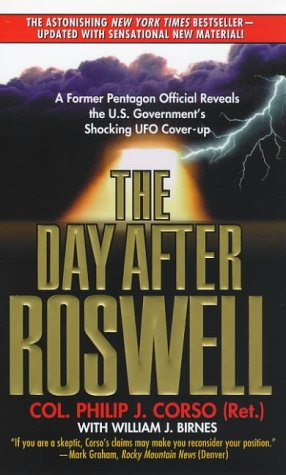 THE ASTONISHING NEW YORK TIMES BESTSELLER—
UPDATED WITH SENSATIONAL NEW MATERIAL!
A Former Pentagon Official Reveals
the U.S. Government's
Shocking UFO Cover-up
THE
DAY AFTER
ROSWELL
COL. PHILIP J. CORSO (Ret.)
WITH WILLIAM J. BIRNES
"If you are a skeptic, Corso's claims may make you reconsider your position."
—Mark Graham, Rocky Mountain News (Denver)